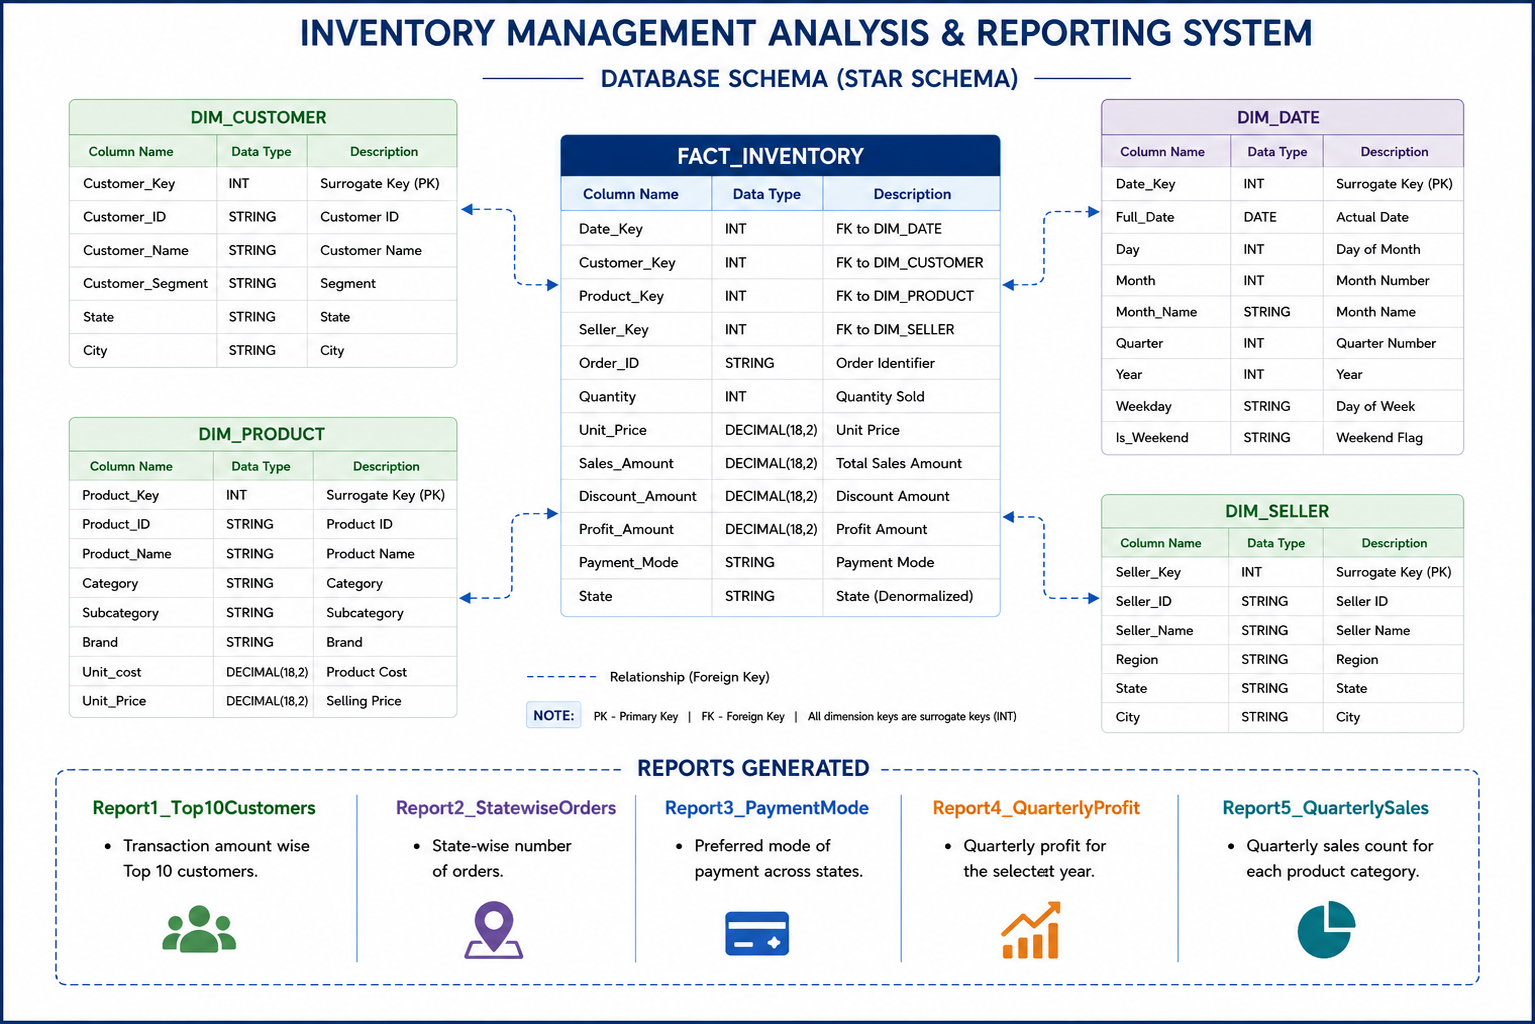 INVENTORY MANAGEMENT ANALYSIS & REPORTING SYSTEM
DATABASE SCHEMA (STAR SCHEMA)
DIM_CUSTOMER
Column Name Data Type Description
Customer_Key INT Surrogate Key (PK)
Customer_ID STRING Customer ID
Customer_Name STRING Customer Name
Customer_Segment STRING Segment
State STRING State
City STRING City
DIM_PRODUCT
Column Name Data Type Description
Product_Key INT Surrogate Key (PK)
Product_ID STRING Product ID
Product_Name STRING Product Name
Category STRING Category
Subcategory STRING Subcategory
Brand STRING Brand
Unit_cost DECIMAL(18,2) Product Cost
Unit_Price DECIMAL(18,2) Selling Price
FACT_INVENTORY
Column Name Data Type Description
Date_Key INT FK to DIM_DATE
Customer_Key INT FK to DIM_CUSTOMER
Product_Key INT FK to DIM_PRODUCT
Seller_Key INT FK to DIM_SELLER
Order_ID STRING Order Identifier
Quantity INT Quantity Sold
Unit_Price DECIMAL(18,2) Unit Price
Sales_Amount DECIMAL(18,2) Total Sales Amount
Discount_Amount DECIMAL(18,2) Discount Amount
Profit_Amount DECIMAL(18,2) Profit Amount
Payment_Mode STRING Payment Mode
State STRING State (Denormalized)
DIM_DATE
Column Name Data Type Description
Date_Key INT Surrogate Key (PK)
Full_Date DATE Actual Date
Day INT Day of Month
Month INT Month Number
Month_Name STRING Month Name
Quarter INT Quarter Number
Year INT Year
Weekday STRING Day of Week
Is_Weekend STRING Weekend Flag
DIM_SELLER
Column Name Data Type Description
Seller_Key INT Surrogate Key (PK)
Seller_ID STRING Seller ID
Seller_Name STRING Seller Name
Region STRING Region
State STRING State
City STRING City
Relationship (Foreign Key)
NOTE: PK - Primary Key | FK - Foreign Key | All dimension keys are surrogate keys (INT)
REPORTS GENERATED
Report1_Top10Customers
• Transaction amount wise
Top 10 customers.
Report2_StatewiseOrders
• State-wise number
of orders.
Report3_PaymentMode
• Preferred mode of
payment across states.
Report4_QuarterlyProfit
• Quarterly profit for
the year.
Report5_QuarterlySales
• Quarterly sales count for
each product category.